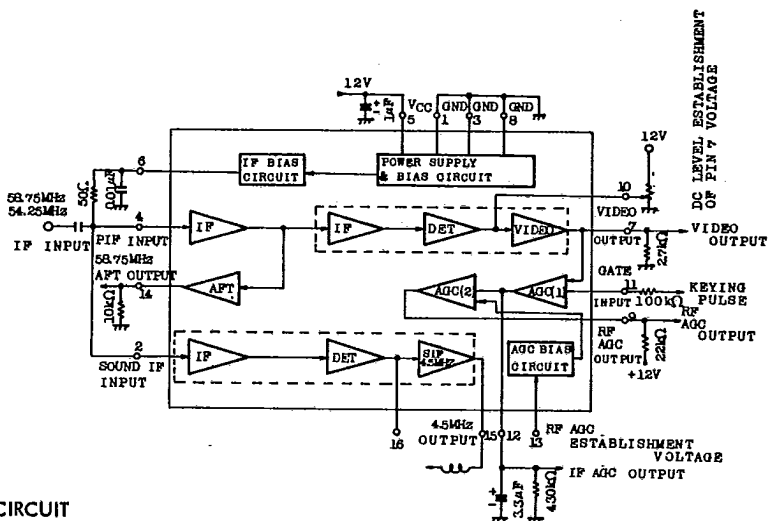 DC LEVEL ESTABLISHMENT
OF PIN 7 VOLTAGE
12V
1μF
VCC
GND
GND
GND
5
1
3
8
12V
6
IF BIAS
CIRCUIT
POWER SUPPLY
& BIAS CIRCUIT
50Ω
0.01μF
10
VIDEO
58.75MHz
54.25MHz
IF INPUT
4
PIF INPUT
IF
IF
DET
VIDEO
7
OUTPUT
2.7kΩ
VIDEO
OUTPUT
58.75MHz
AFT OUTPUT
14
10kΩ
AFT
AGC(2)
AGC(1)
GATE
11
INPUT
100kΩ
KEYING
PULSE
9
RF
AGC
OUTPUT
RF
AGC
OUTPUT
22kΩ
+12V
2
SOUND IF
INPUT
IF
DET
SIF
4.5MHz
AGC BIAS
CIRCUIT
16
4.5MHz
OUTPUT
15
12
13
RF AGC
ESTABLISHMENT
VOLTAGE
IF AGC OUTPUT
3.3μF
430kΩ
CIRCUIT